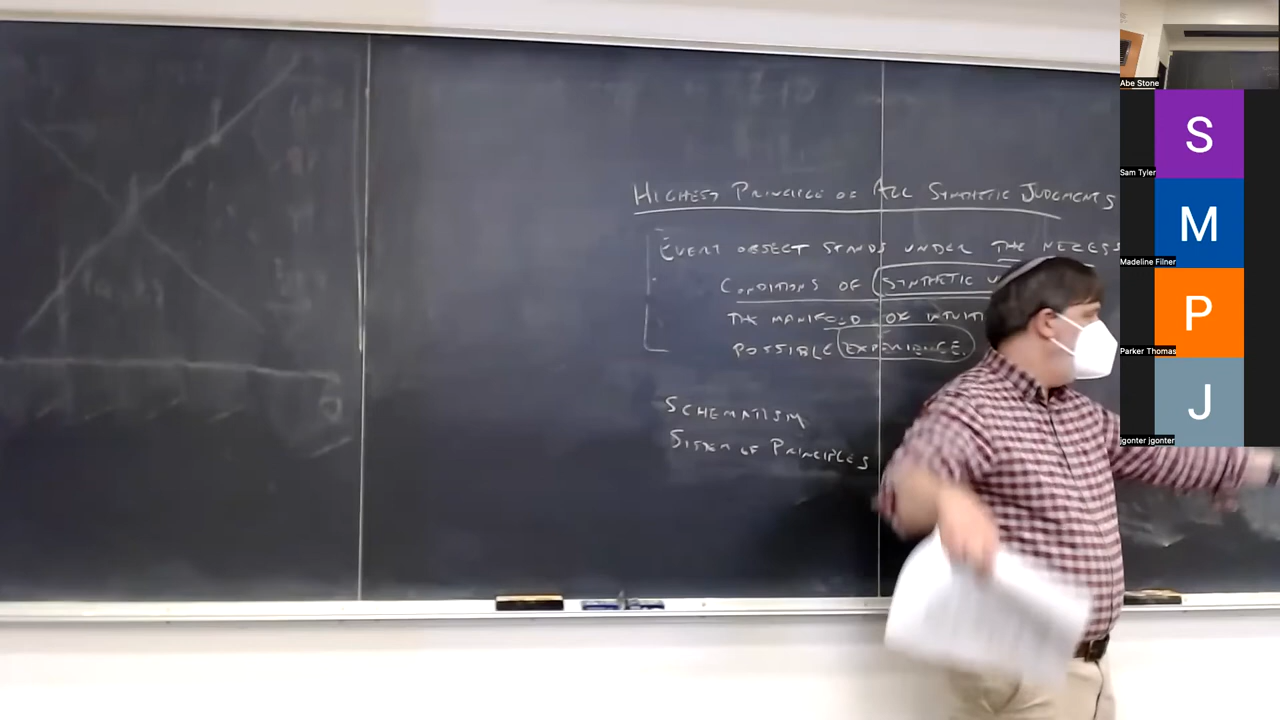 HIGHEST PRINCIPLE OF ALL SYNTHETIC JUDGMENTS
EVERY OBJECT STANDS UNDER THE NECESS
CONDITIONS OF SYNTHETIC U
THE MANIFOLD OF INTUIT
POSSIBLE EXPERIENCE.
SCHEMATISM
SYSTEM OF PRINCIPLES
Abe Stone
S
Sam Tyler
M
Madeline Filner
P
Parker Thomas
J
jgonter jgonter